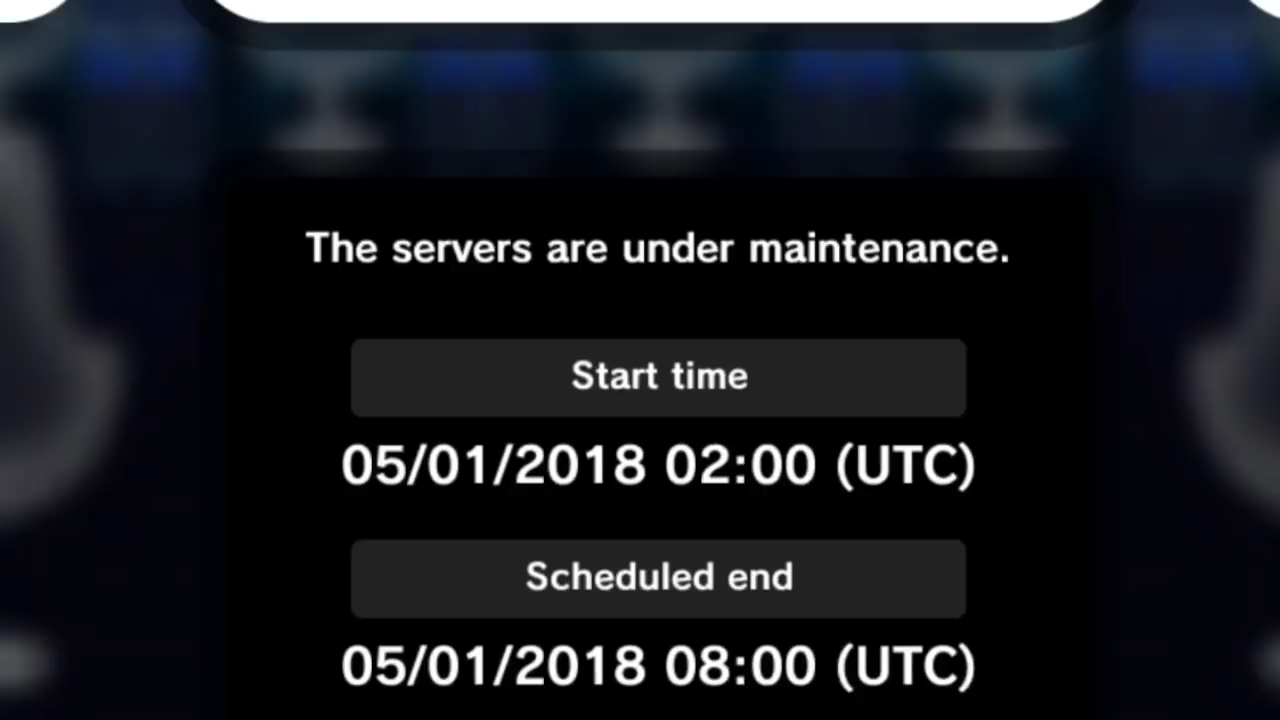 The servers are under maintenance.
Start time
05/01/2018 02:00 (UTC)
Scheduled end
05/01/2018 08:00 (UTC)